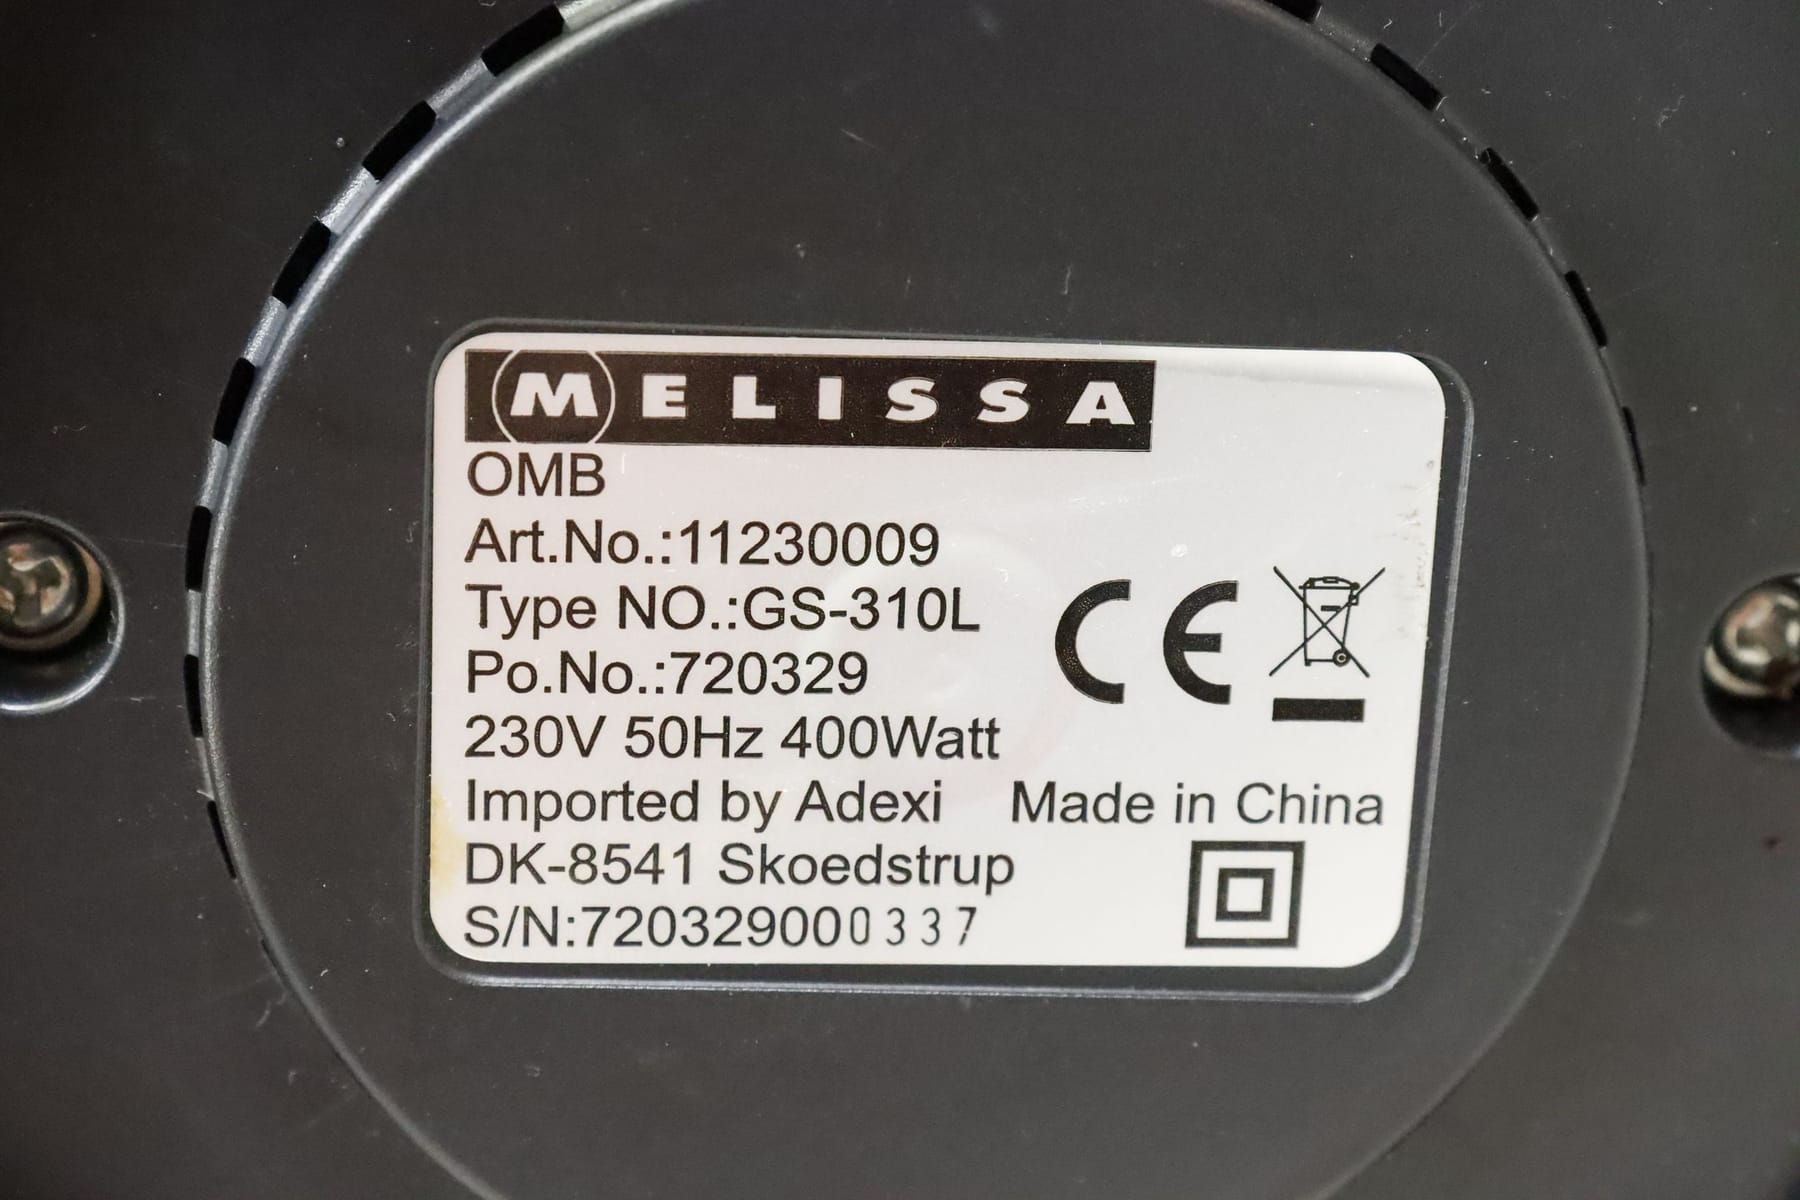 MELISSA
OMB
Art.No.:11230009
Type NO.:GS-310L
Po.No.:720329
230V 50Hz 400Watt
Imported by Adexi Made in China
DK-8541 Skoedstrup
S/N:720329000337
CE